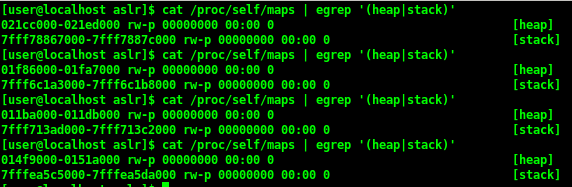 [user@localhost aslr]$ cat /proc/self/maps | egrep '(heap|stack)'
021cc000-021ed000 rw-p 00000000 00:00 0 [heap]
7fff78867000-7fff7887c000 rw-p 00000000 00:00 0 [stack]
[user@localhost aslr]$ cat /proc/self/maps | egrep '(heap|stack)'
01f86000-01fa7000 rw-p 00000000 00:00 0 [heap]
7fff6c1a3000-7fff6c1b8000 rw-p 00000000 00:00 0 [stack]
[user@localhost aslr]$ cat /proc/self/maps | egrep '(heap|stack)'
011ba000-011db000 rw-p 00000000 00:00 0 [heap]
7fff713ad000-7fff713c2000 rw-p 00000000 00:00 0 [stack]
[user@localhost aslr]$ cat /proc/self/maps | egrep '(heap|stack)'
014f9000-0151a000 rw-p 00000000 00:00 0 [heap]
7fffea5c5000-7fffea5da000 rw-p 00000000 00:00 0 [stack]